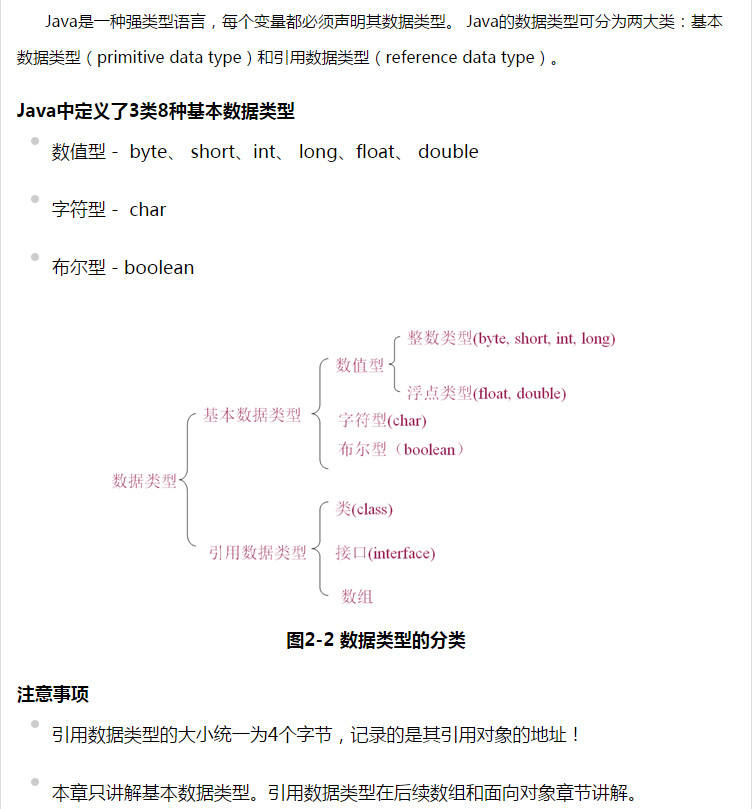 Java是一种强类型语言，每个变量都必须声明其数据类型。 Java的数据类型可分为两大类：基本
数据类型（primitive data type）和引用数据类型（reference data type）。
Java中定义了3类8种基本数据类型
数值型－ byte、 short、int、 long、float、 double
字符型－ char
布尔型－boolean
整数类型(byte, short, int, long)
数值型
浮点类型(float, double)
基本数据类型
字符型(char)
布尔型（boolean）
数据类型
类(class)
引用数据类型
接口(interface)
数组
图2-2 数据类型的分类
注意事项
引用数据类型的大小统一为4个字节，记录的是其引用对象的地址！
本章只讲解基本数据类型。引用数据类型在后续数组和面向对象章节讲解。